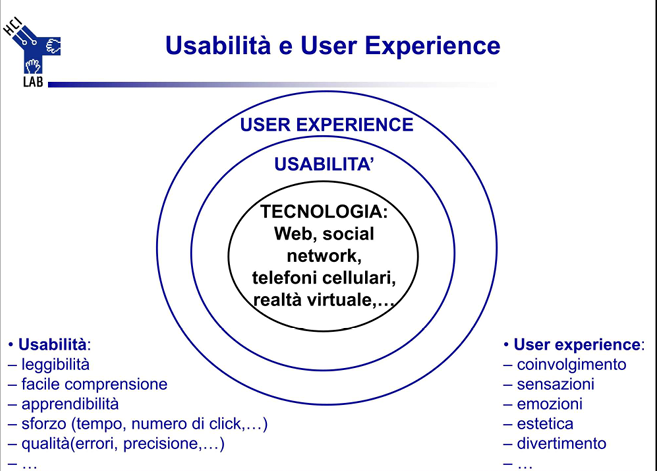 HCI
LAB
Usabilità e User Experience
USER EXPERIENCE
USABILITA’
TECNOLOGIA:
Web, social
network,
telefoni cellulari,
realtà virtuale,…
• Usabilità:
– leggibilità
– facile comprensione
– apprendibilità
– sforzo (tempo, numero di click,…)
– qualità(errori, precisione,…)
– …
• User experience:
– coinvolgimento
– sensazioni
– emozioni
– estetica
– divertimento
– …